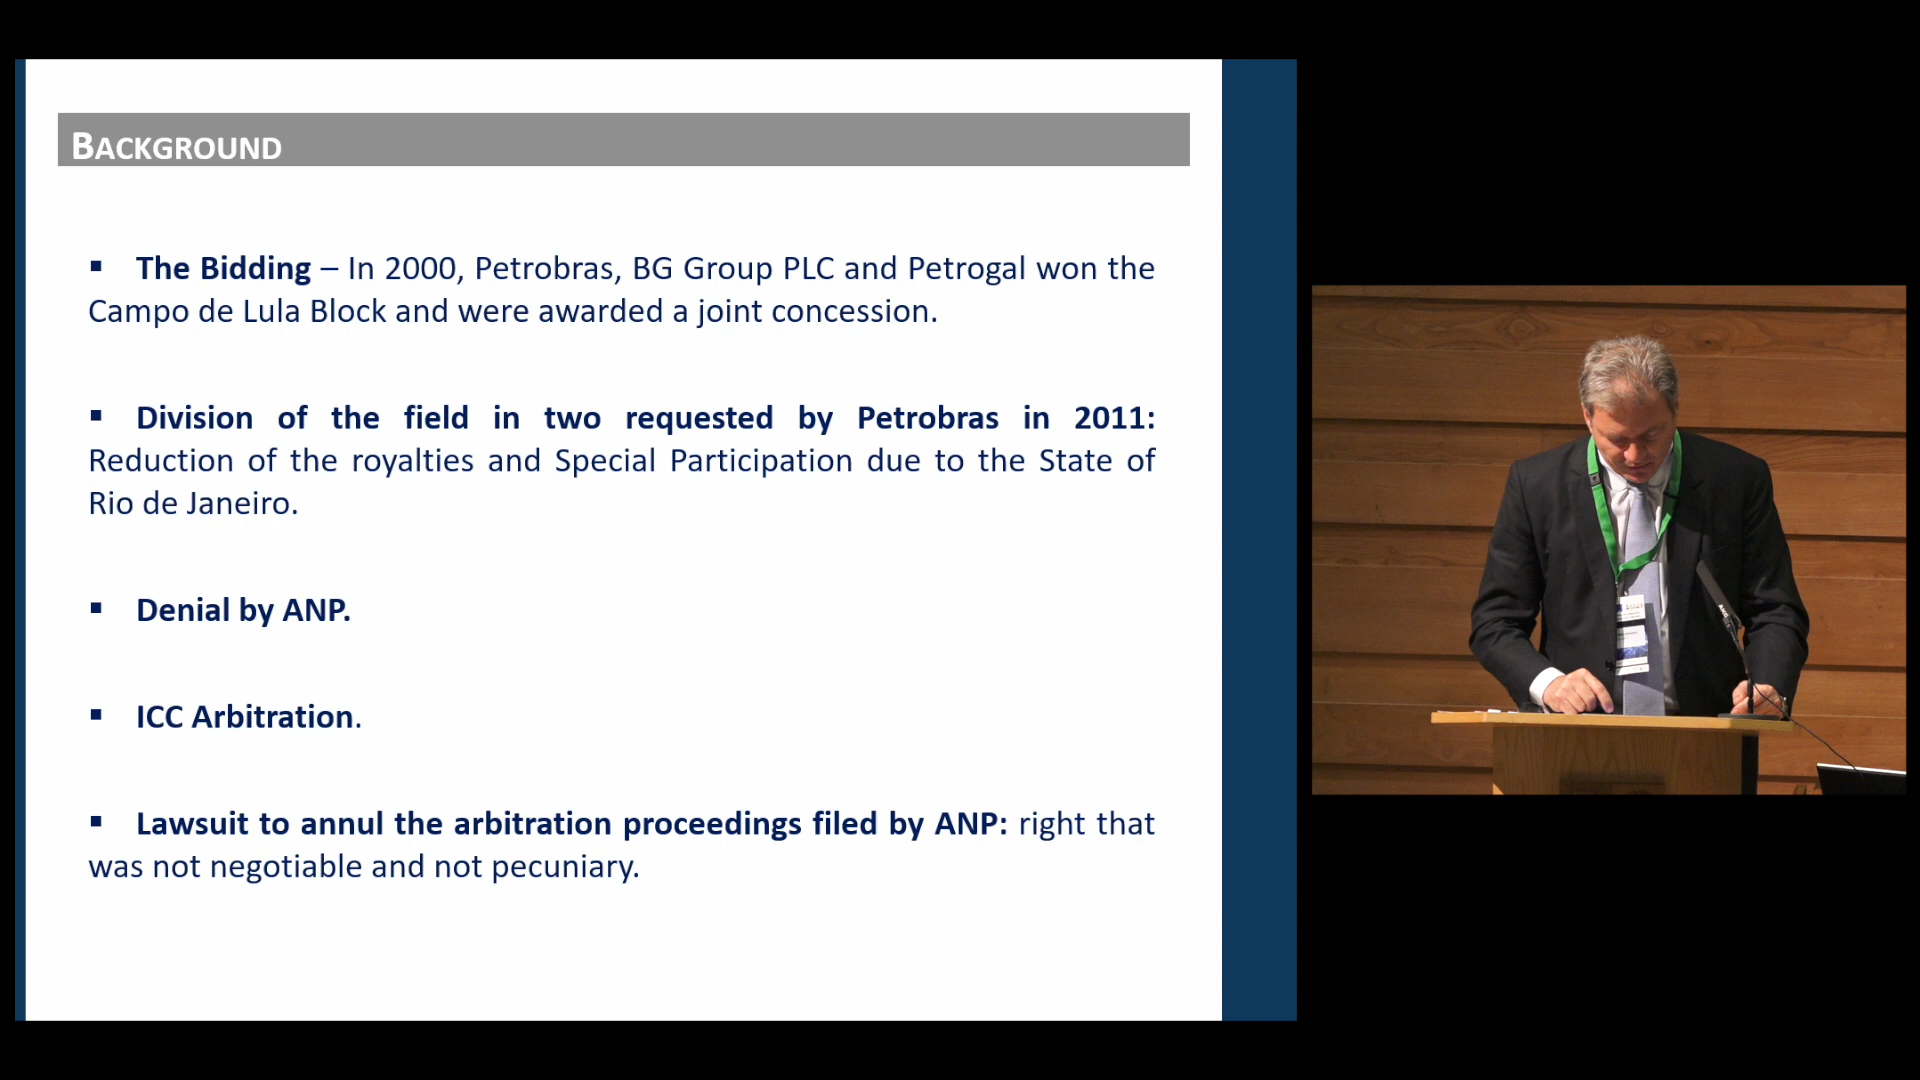 BACKGROUND
▪ The Bidding – In 2000, Petrobras, BG Group PLC and Petrogal won the
Campo de Lula Block and were awarded a joint concession.
▪ Division of the field in two requested by Petrobras in 2011:
Reduction of the royalties and Special Participation due to the State of
Rio de Janeiro.
▪ Denial by ANP.
▪ ICC Arbitration.
▪ Lawsuit to annul the arbitration proceedings filed by ANP: right that
was not negotiable and not pecuniary.